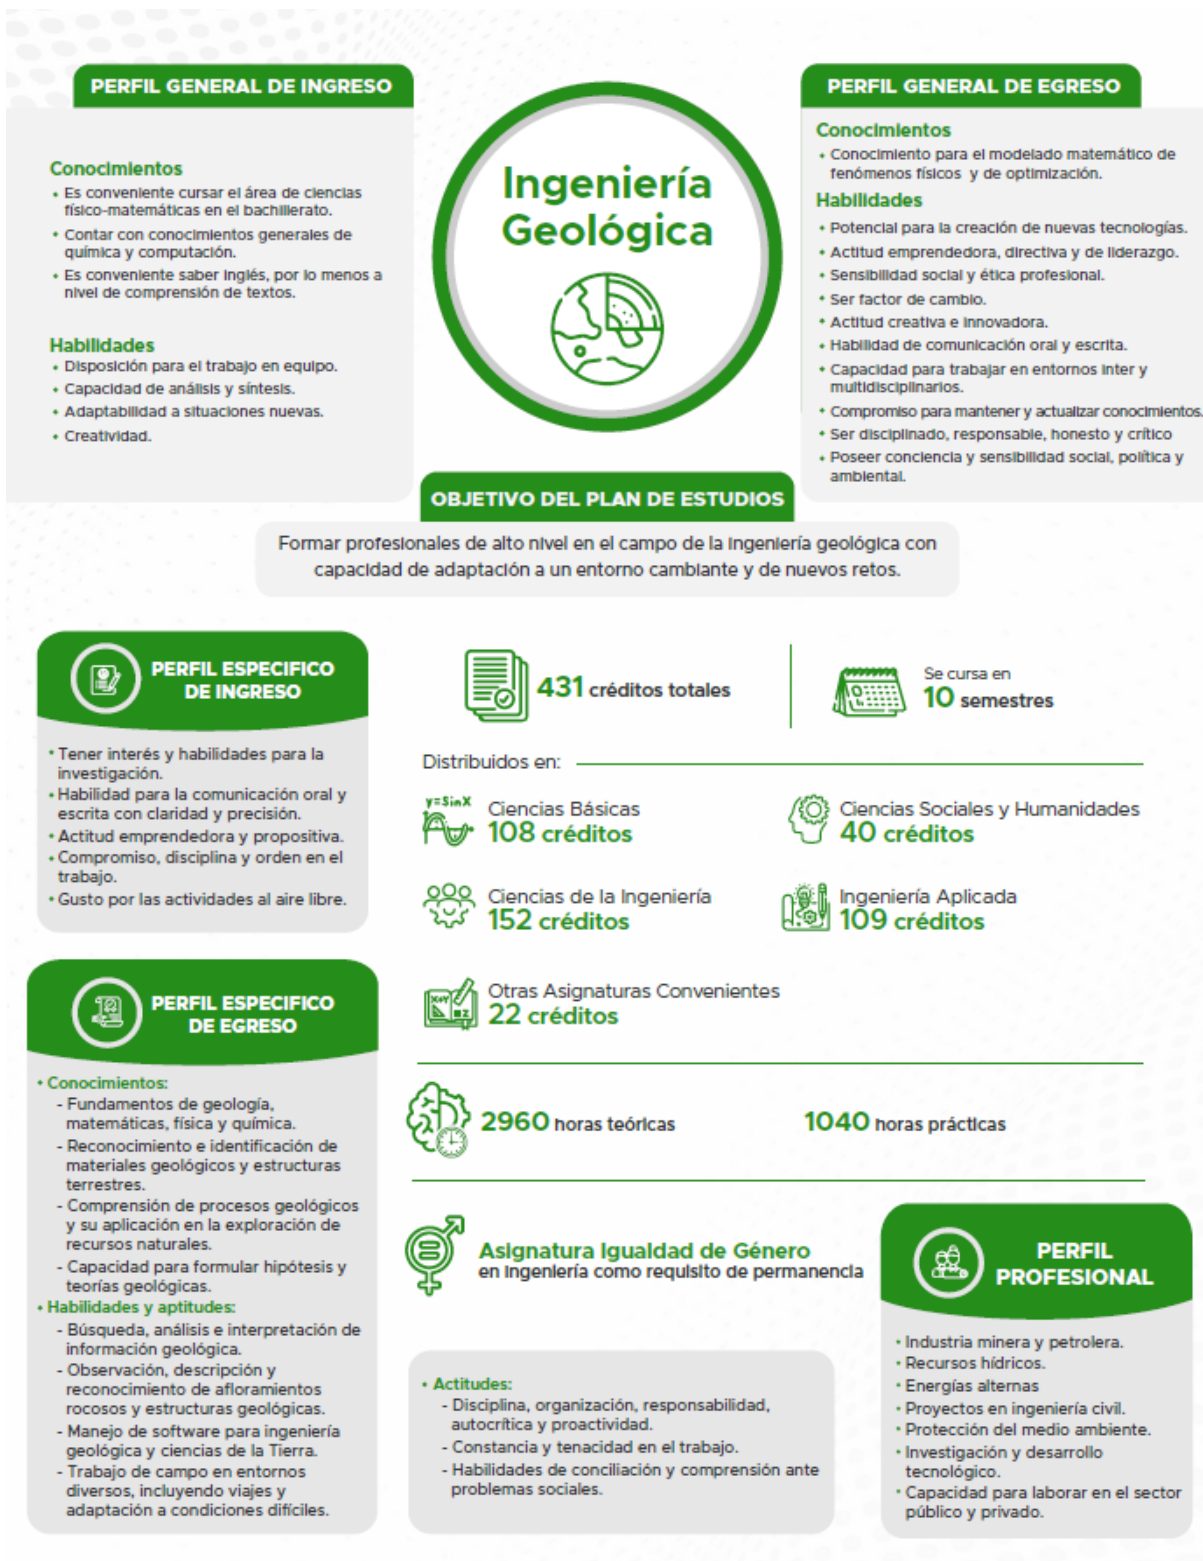 PERFIL GENERAL DE INGRESO
Conocimientos
• Es conveniente cursar el área de ciencias
físico-matemáticas en el bachillerato.
• Contar con conocimientos generales de
química y computación.
• Es conveniente saber Inglés, por lo menos a
nivel de comprensión de textos.
Habilidades
• Disposición para el trabajo en equipo.
• Capacidad de análisis y síntesis.
• Adaptabilidad a situaciones nuevas.
• Creatividad.
Ingeniería
Geológica
PERFIL GENERAL DE EGRESO
Conocimientos
• Conocimiento para el modelado matemático de
fenómenos físicos y de optimización.
Habilidades
• Potencial para la creación de nuevas tecnologías.
• Actitud emprendedora, directiva y de liderazgo.
• Sensibilidad social y ética profesional.
• Ser factor de cambio.
• Actitud creativa e innovadora.
• Habilidad de comunicación oral y escrita.
• Capacidad para trabajar en entornos inter y
multidisciplinarios.
• Compromiso para mantener y actualizar conocimientos.
• Ser disciplinado, responsable, honesto y crítico
• Poseer conciencia y sensibilidad social, política y
ambiental.
OBJETIVO DEL PLAN DE ESTUDIOS
Formar profesionales de alto nivel en el campo de la ingeniería geológica con
capacidad de adaptación a un entorno cambiante y de nuevos retos.
PERFIL ESPECIFICO
DE INGRESO
• Tener interés y habilidades para la
investigación.
• Habilidad para la comunicación oral y
escrita con claridad y precisión.
• Actitud emprendedora y propositiva.
• Compromiso, disciplina y orden en el
trabajo.
• Gusto por las actividades al aire libre.
431 créditos totales
Se cursa en
10 semestres
Distribuidos en:
y=SinX
Ciencias Básicas
108 créditos
Ciencias Sociales y Humanidades
40 créditos
Ciencias de la Ingeniería
152 créditos
Ingeniería Aplicada
109 créditos
Otras Asignaturas Convenientes
22 créditos
2960 horas teóricas
1040 horas prácticas
Asignatura Igualdad de Género
en ingeniería como requisito de permanencia
PERFIL ESPECIFICO
DE EGRESO
• Conocimientos:
- Fundamentos de geología,
matemáticas, física y química.
- Reconocimiento e identificación de
materiales geológicos y estructuras
terrestres.
- Comprensión de procesos geológicos
y su aplicación en la exploración de
recursos naturales.
- Capacidad para formular hipótesis y
teorías geológicas.
• Habilidades y aptitudes:
- Búsqueda, análisis e interpretación de
información geológica.
- Observación, descripción y
reconocimiento de afloramientos
rocosos y estructuras geológicas.
- Manejo de software para ingeniería
geológica y ciencias de la Tierra.
- Trabajo de campo en entornos
diversos, incluyendo viajes y
adaptación a condiciones difíciles.
• Actitudes:
- Disciplina, organización, responsabilidad,
autocrítica y proactividad.
- Constancia y tenacidad en el trabajo.
- Habilidades de conciliación y comprensión ante
problemas sociales.
PERFIL
PROFESIONAL
• Industria minera y petrolera.
• Recursos hídricos.
• Energías alternas
• Proyectos en ingeniería civil.
• Protección del medio ambiente.
• Investigación y desarrollo
tecnológico.
• Capacidad para laborar en el sector
público y privado.